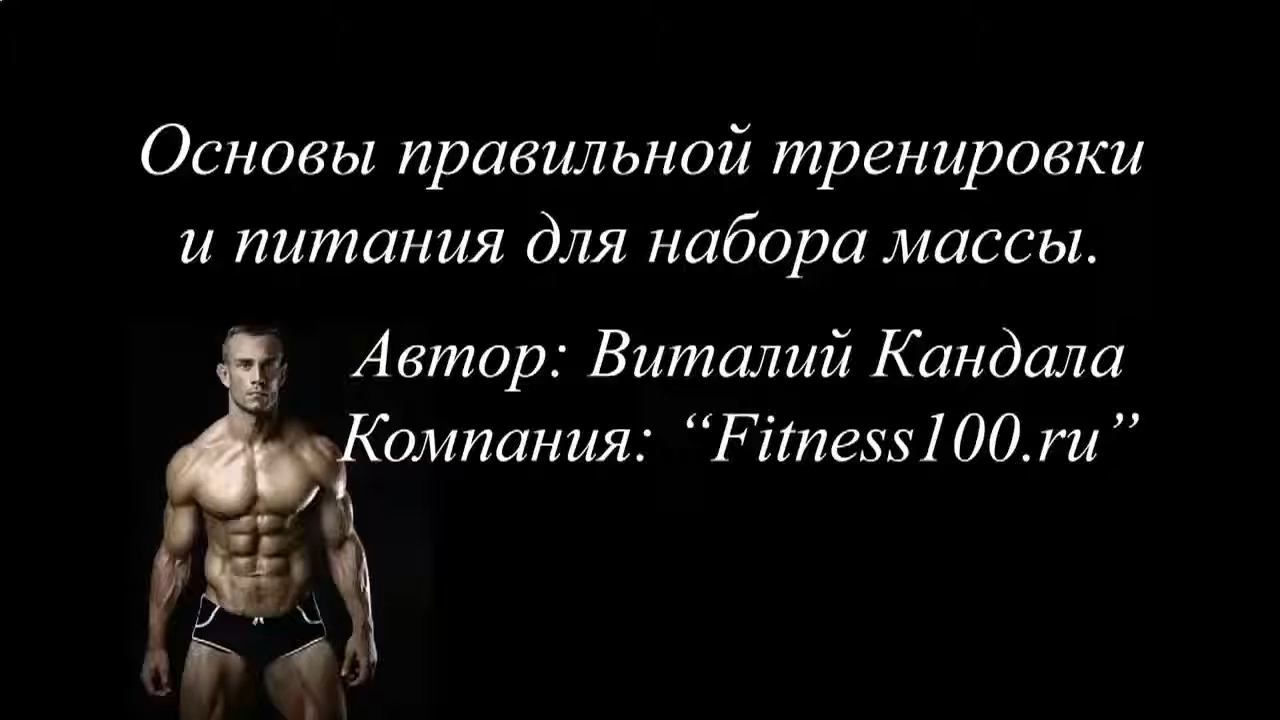 Основы правильной тренировки
и питания для набора массы.
Автор: Виталий Кандала
Компания: “Fitness100.ru”